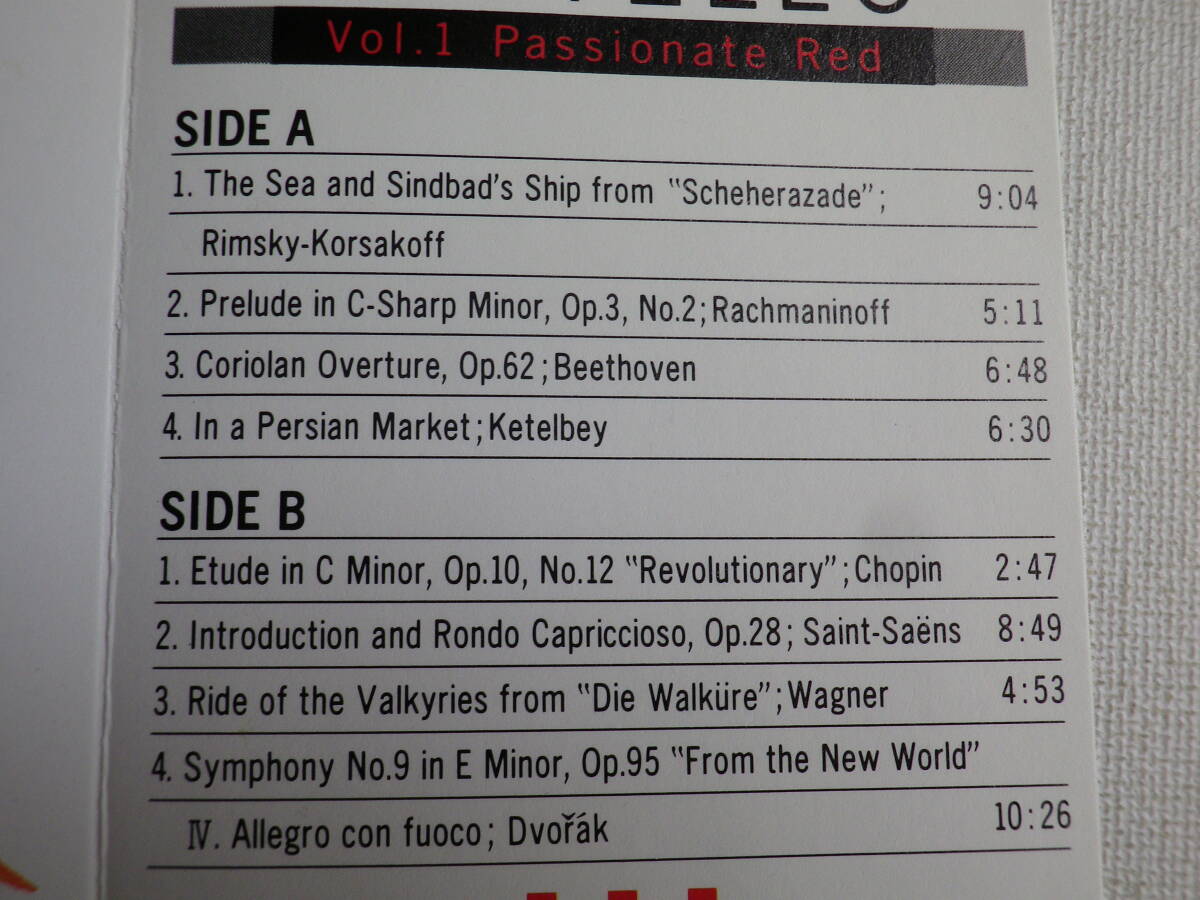 Vol.1 Passionate Red
SIDE A
1. The Sea and Sindbad's Ship from "Scheherazade"; 9:04
Rimsky-Korsakoff
2. Prelude in C-Sharp Minor, Op.3, No.2; Rachmaninoff 5:11
3. Coriolan Overture, Op.62; Beethoven 6:48
4. In a Persian Market; Ketelbey 6:30
SIDE B
1. Etude in C Minor, Op.10, No.12 "Revolutionary"; Chopin 2:47
2. Introduction and Rondo Capriccioso, Op.28; Saint-Saëns 8:49
3. Ride of the Valkyries from "Die Walküre"; Wagner 4:53
4. Symphony No.9 in E Minor, Op.95 "From the New World"
Ⅳ. Allegro con fuoco; Dvořák 10:26